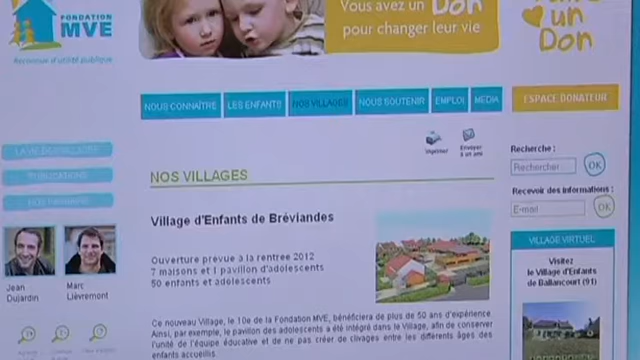 FONDATION
MVE
Reconnue d'utilité publique
Vous avez un Don
pour changer leur vie
un
Don
NOUS CONNAÎTRE
LES ENFANTS
NOS VILLAGES
NOUS SOUTENIR
EMPLOI
MEDIA
ESPACE DONATEUR
Imprimer
Envoyer
à un ami
Recherche :
Rechercher
OK
Recevoir des informations :
E-mail
OK
PUBLICATIONS
NOS VILLAGES
Village d'Enfants de Bréviandes
Ouverture prévue à la rentrée 2012
7 maisons et 1 pavillon d'adolescents
50 enfants et adolescents
Jean
Dujardin
Marc
Lièvremont
VILLAGE VIRTUEL
Visitez
le Village d'Enfants
de Ballancourt (91)
Ce nouveau Village, le 10e de la Fondation MVE, bénéficiera de plus de 50 ans d'expérience.
Ainsi, par exemple, le pavillon des adolescents a été intégré dans le Village, afin de conserver
l'unité de l'équipe éducative et de ne pas créer de clivages entre les différents âges des
enfants accueillis.